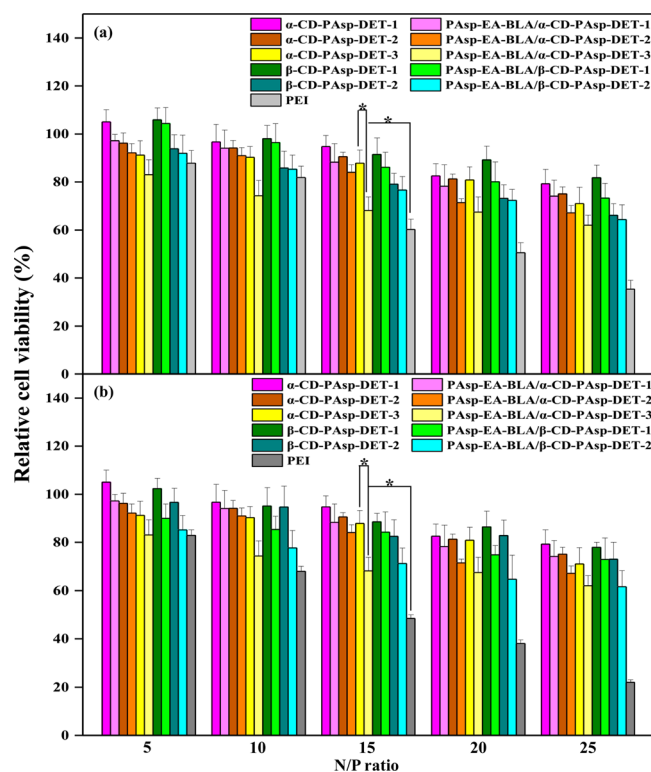 (a)
α-CD-PAsp-DET-1 PAsp-EA-BLA/α-CD-PAsp-DET-1
α-CD-PAsp-DET-2 PAsp-EA-BLA/α-CD-PAsp-DET-2
α-CD-PAsp-DET-3 PAsp-EA-BLA/α-CD-PAsp-DET-3
β-CD-PAsp-DET-1 PAsp-EA-BLA/β-CD-PAsp-DET-1
β-CD-PAsp-DET-2 PAsp-EA-BLA/β-CD-PAsp-DET-2
PEI
140
120
100
80
60
40
20
0
* *
Relative cell viability (%)
(b)
α-CD-PAsp-DET-1 PAsp-EA-BLA/α-CD-PAsp-DET-1
α-CD-PAsp-DET-2 PAsp-EA-BLA/α-CD-PAsp-DET-2
α-CD-PAsp-DET-3 PAsp-EA-BLA/α-CD-PAsp-DET-3
β-CD-PAsp-DET-1 PAsp-EA-BLA/β-CD-PAsp-DET-1
β-CD-PAsp-DET-2 PAsp-EA-BLA/β-CD-PAsp-DET-2
PEI
140
120
100
80
60
40
20
0
* *
5 10 15 20 25
N/P ratio